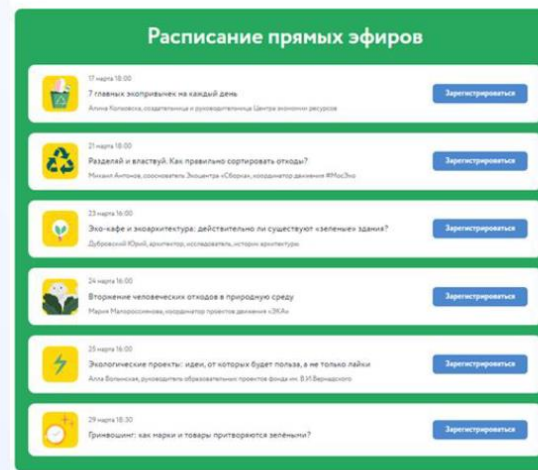 Расписание прямых эфиров
17 марта 18:00
7 главных экопривычек на каждый день
Алина Колзовска, создательница и руководительница Центра экономии ресурсов
Зарегистрироваться
21 марта 18:00
Разделяй и властвуй. Как правильно сортировать отходы?
Михаил Антонов, сооснователь Экоцентра «Сборка», координатор движения #МосЭко
Зарегистрироваться
23 марта 16:00
Эко-кафе и экоархитектура: действительно ли существуют «зеленые» здания?
Дубровский Юрий, архитектор, исследователь, историк архитектуры
Зарегистрироваться
24 марта 16:00
Вторжение человеческих отходов в природную среду
Мария Малороссиянова, координатор проектов движения «ЭКА»
Зарегистрироваться
25 марта 16:00
Экологические проекты: идеи, от которых будет польза, а не только лайки
Алла Болынская, руководитель образовательных проектов фонда им. В.И.Вернадского
Зарегистрироваться
29 марта 18:30
Гринвошинг: как марки и товары притворяются зелёными?
Зарегистрироваться